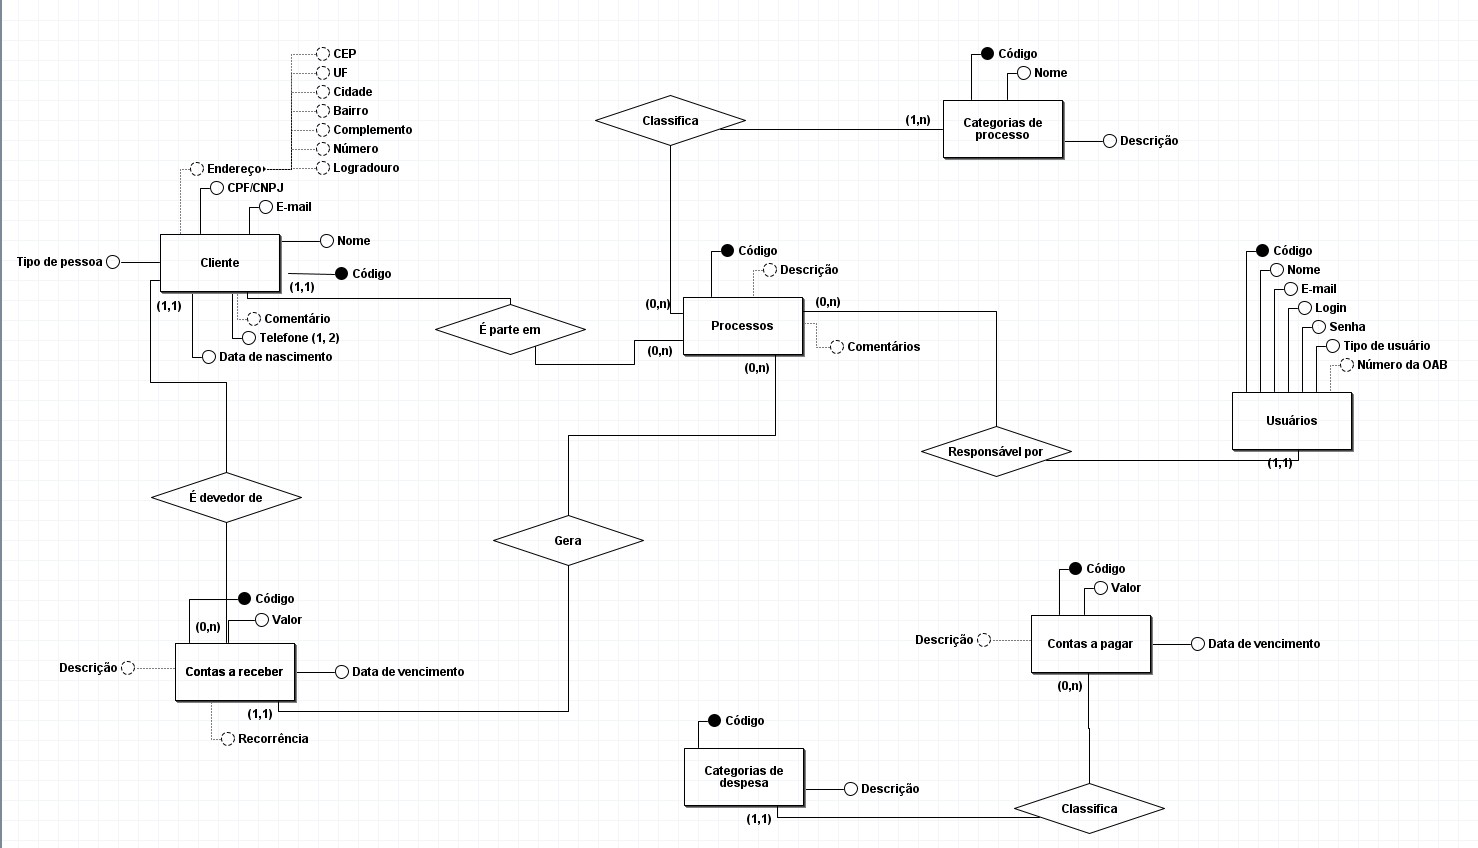 CEP
UF
Cidade
Bairro
Complemento
Número
Logradouro
Endereço
CPF/CNPJ
E-mail
Nome
Tipo de pessoa
Cliente
Código
(1,1)
(1,1)
Comentário
Telefone (1, 2)
Data de nascimento
É parte em
Classifica
(1,n)
Código
Nome
Categorias de
processo
Descrição
Código
Descrição
(0,n)
(0,n)
Processos
(0,n)
(0,n)
Comentários
Código
Nome
E-mail
Login
Senha
Tipo de usuário
Número da OAB
Usuários
(1,1)
Responsável por
É devedor de
Gera
Código
Valor
(0,n)
Descrição
Contas a receber
Data de vencimento
(1,1)
Recorrência
Código
Valor
Descrição
Contas a pagar
Data de vencimento
(0,n)
Código
Categorias de
despesa
Descrição
(1,1)
Classifica